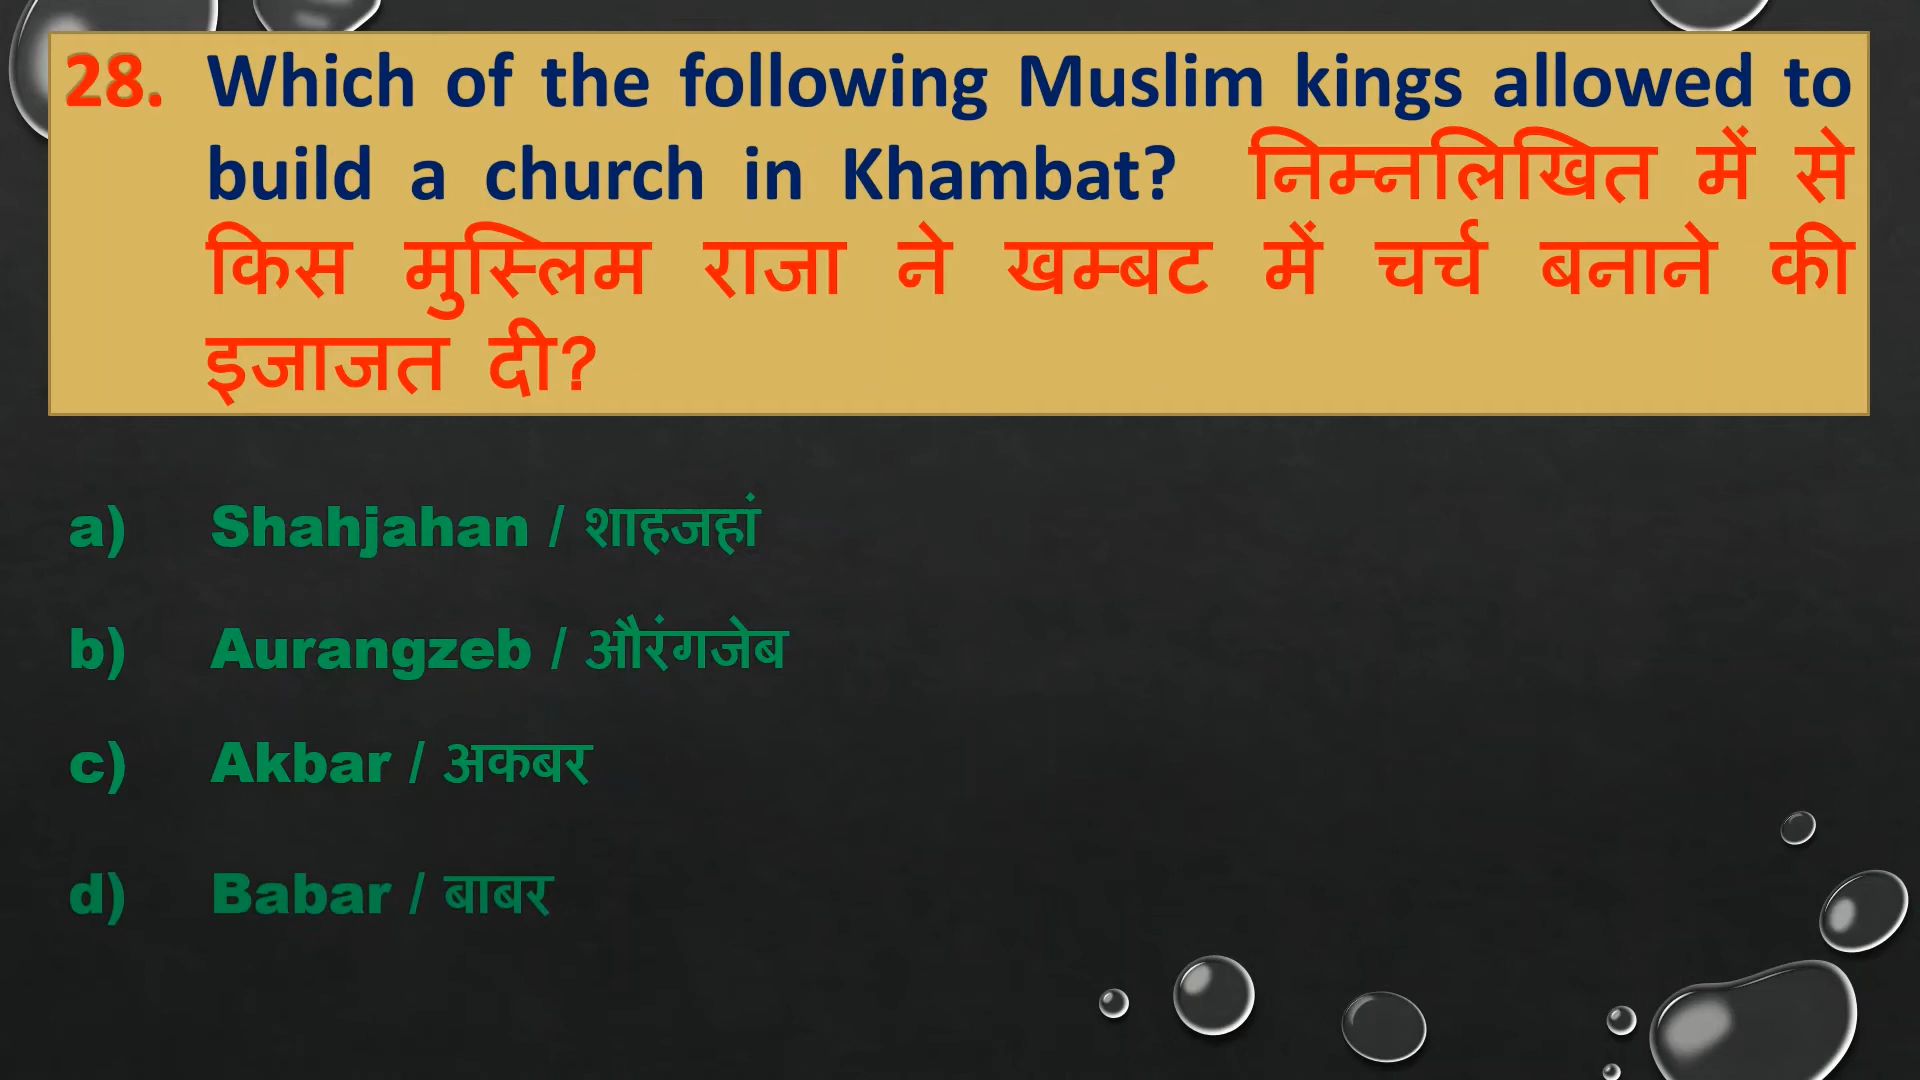 28. Which of the following Muslim kings allowed to
build a church in Khambat? निम्नलिखित में से
किस मुस्लिम राजा ने खम्बट में चर्च बनाने की
इजाजत दी?
a) Shahjahan / शाहजहां
b) Aurangzeb / औरंगजेब
c) Akbar / अकबर
d) Babar / बाबर